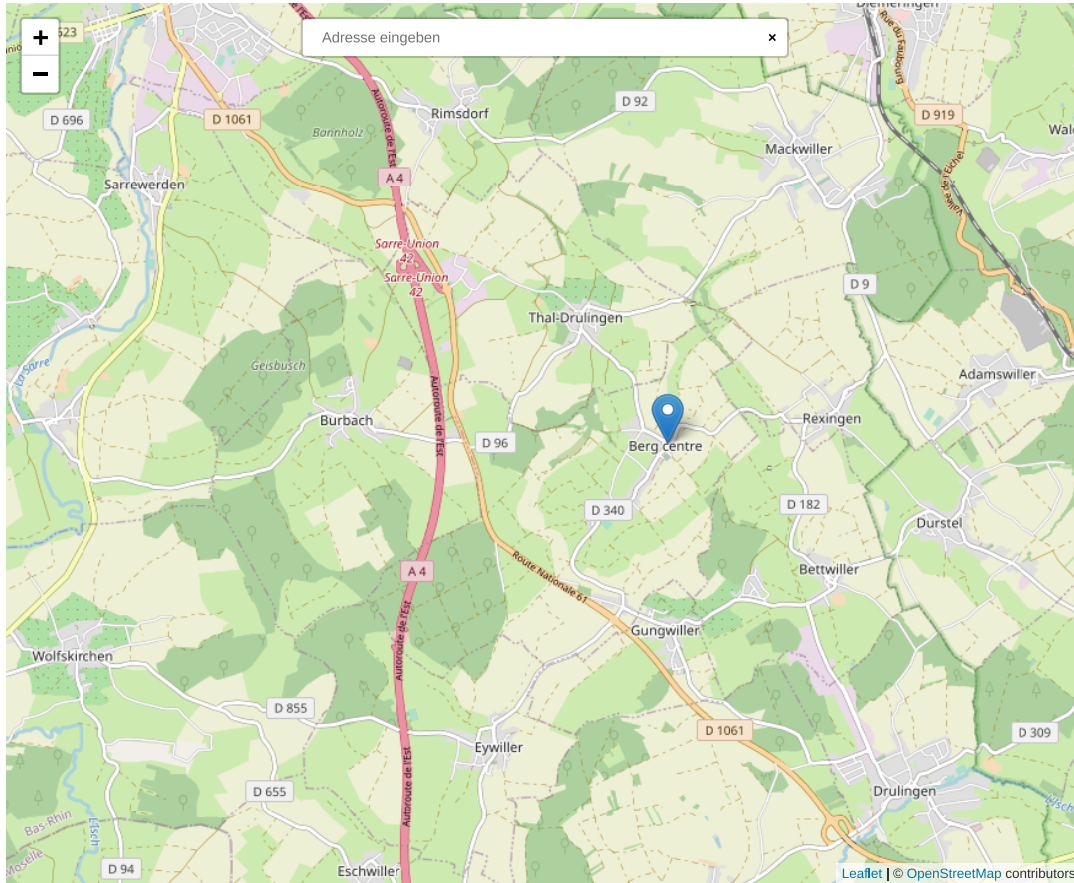 +
−
Adresse eingeben
×
623
Diemeringen
Rue du Faubourg
D 92
Rimsdorf
D 696
D 1061
Bannholz
Autoroute de l'Est
D 919
Mackwiller
A 4
Sarrewerden
Vallée de l'Eichel
Sarre-Union
42
Sarre-Union
42
D 9
Thal-Drulingen
La Sarre
Geisbusch
Adamswiller
Autoroute de l'Est
Burbach
Rexingen
D 96
Berg centre
D 340
D 182
Durstel
A 4
Route Nationale 61
Bettwiller
Autoroute de l'Est
Gungwiller
Wolfskirchen
D 855
D 1061
D 309
Eywiller
Autoroute de l'Est
D 655
Drulingen
Bas-Rhin
L'Isch
L'Isch
Moselle
D 94
Eschwiller
Leaflet | © OpenStreetMap contributors